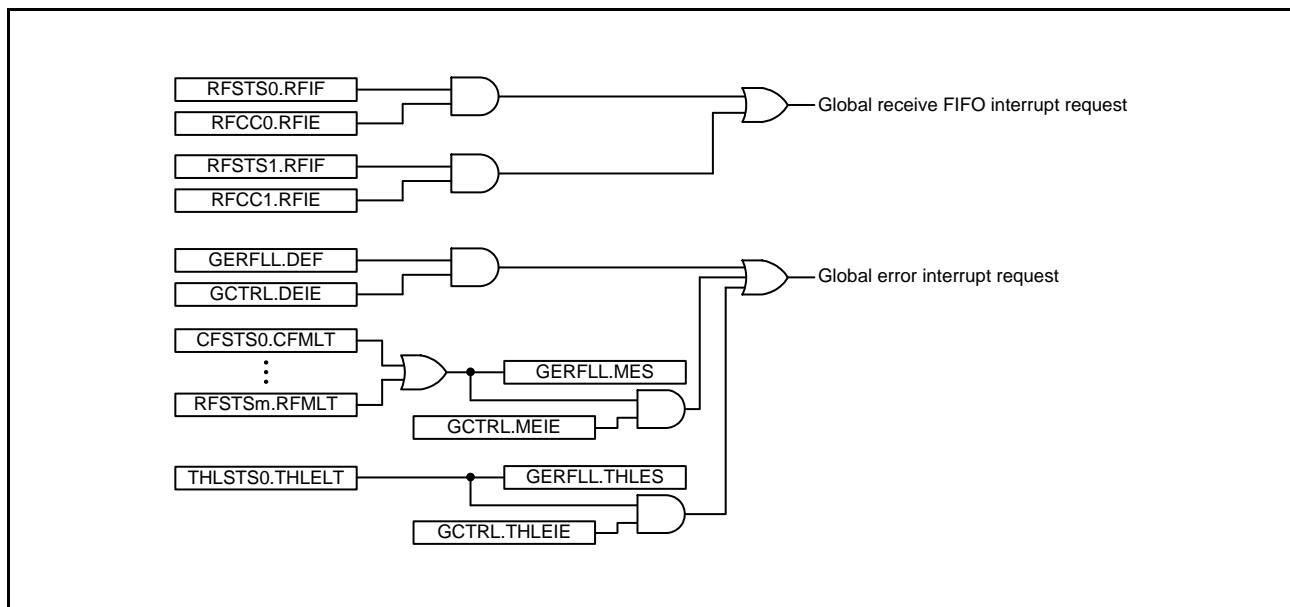 RFSTS0.RFIF
RFCC0.RFIE
Global receive FIFO interrupt request
RFSTS1.RFIF
RFCC1.RFIE
GERFLL.DEF
GCTRL.DEIE
Global error interrupt request
CFSTS0.CFMLT
RFSTSm.RFMLT
GERFLL.MES
GCTRL.MEIE
THLSTS0.THLELT
GERFLL.THLES
GCTRL.THLEIE